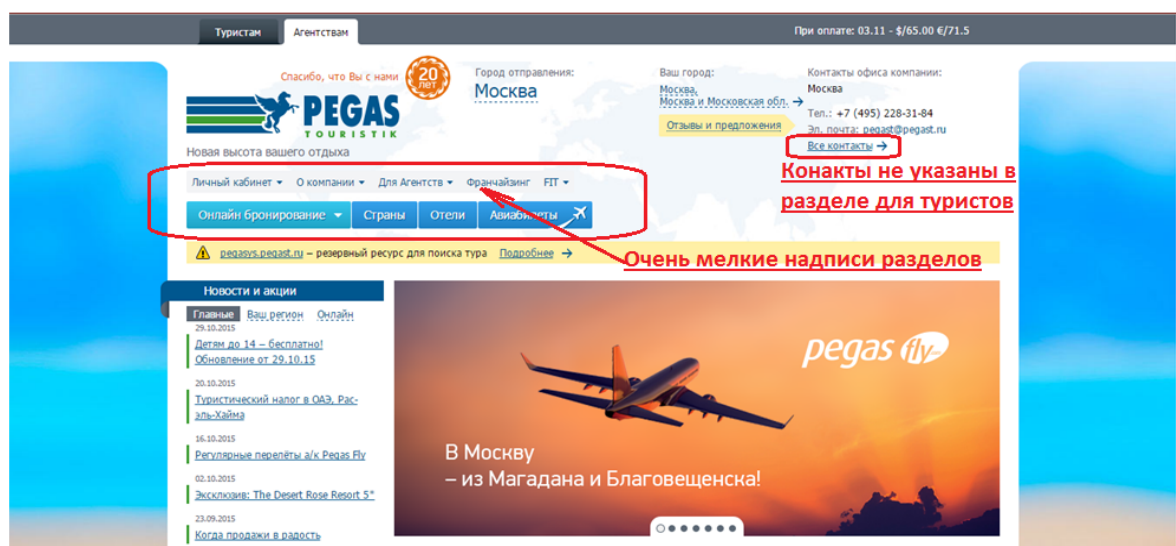 Туристам Агентствам При оплате: 03.11 - $/65.00 €/71.5
Спасибо, что Вы с нами 20 лет
PEGAS
TOURISTIK
Новая высота вашего отдыха
Город отправления:
Москва
Ваш город:
Москва,
Москва и Московская обл. →
Отзывы и предложения
Контакты офиса компании:
Москва
Тел.: +7 (495) 228-31-84
Эл. почта: pegast@pegast.ru
Все контакты →
Конакты не указаны в
разделе для туристов
Личный кабинет О компании Для Агентств Франчайзинг FIT
Онлайн бронирование Страны Отели Авиабилеты
Очень мелкие надписи разделов
pegasys.pegast.ru – резервный ресурс для поиска тура Подробнее →
Новости и акции
Главные Ваш регион Онлайн
29.10.2015
Детям до 14 – бесплатно!
Обновление от 29.10.15
20.10.2015
Туристический налог в ОАЭ, Рас-
эль-Хайма
16.10.2015
Регулярные перелёты а/к Pegas Fly
02.10.2015
Эксклюзив: The Desert Rose Resort 5*
23.09.2015
Когда продажи в радость
pegas fly
В Москву
– из Магадана и Благовещенска!